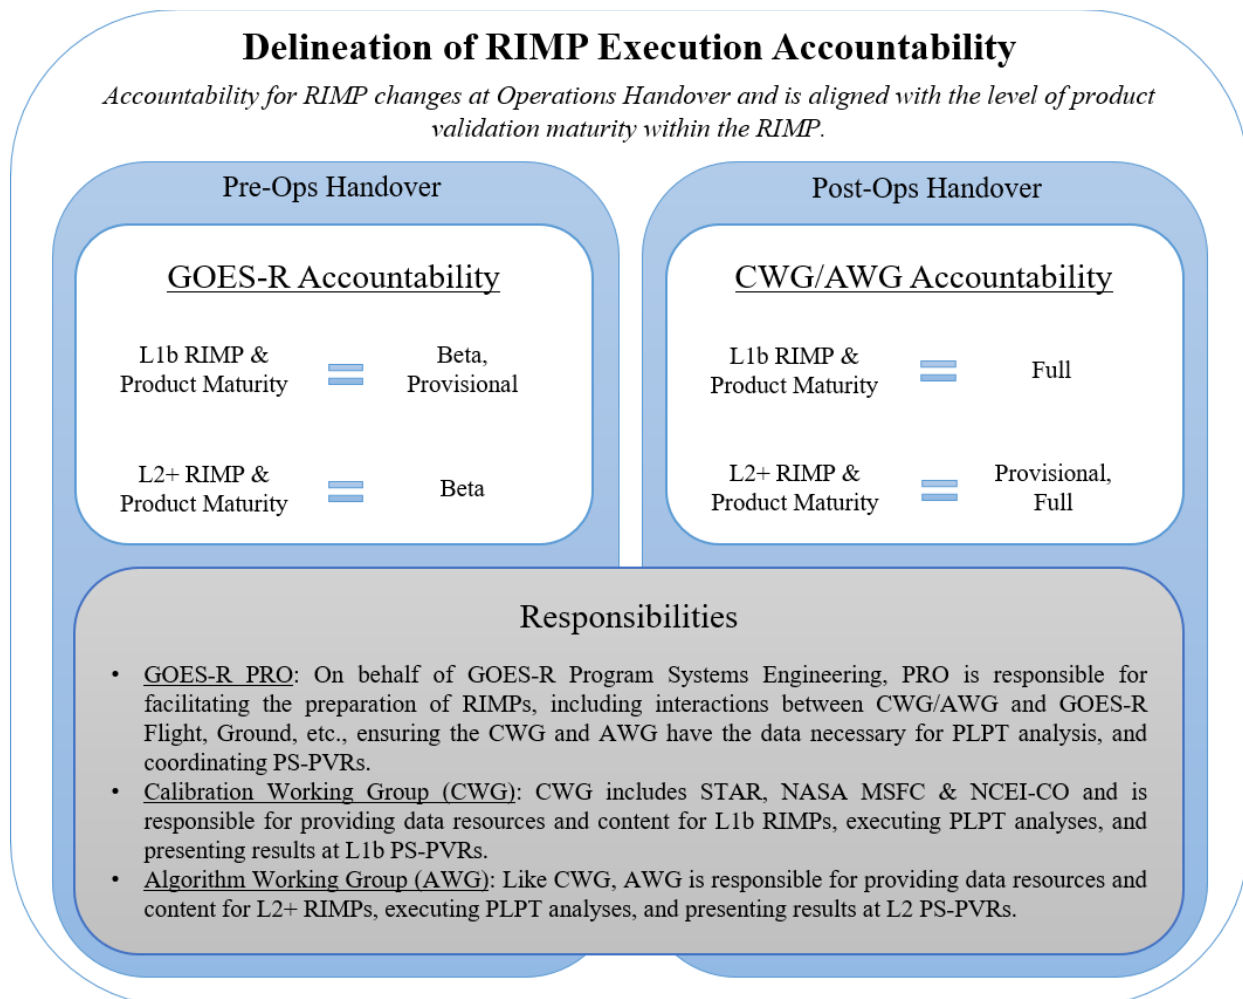 Delineation of RIMP Execution Accountability
Accountability for RIMP changes at Operations Handover and is aligned with the level of product
validation maturity within the RIMP.
Pre-Ops Handover
GOES-R Accountability
L1b RIMP &
Product Maturity
=
Beta,
Provisional
L2+ RIMP &
Product Maturity
=
Beta
Post-Ops Handover
CWG/AWG Accountability
L1b RIMP &
Product Maturity
=
Full
L2+ RIMP &
Product Maturity
=
Provisional,
Full
Responsibilities
• GOES-R PRO: On behalf of GOES-R Program Systems Engineering, PRO is responsible for
facilitating the preparation of RIMPs, including interactions between CWG/AWG and GOES-R
Flight, Ground, etc., ensuring the CWG and AWG have the data necessary for PLPT analysis, and
coordinating PS-PVRs.
• Calibration Working Group (CWG): CWG includes STAR, NASA MSFC & NCEI-CO and is
responsible for providing data resources and content for L1b RIMPs, executing PLPT analyses, and
presenting results at L1b PS-PVRs.
• Algorithm Working Group (AWG): Like CWG, AWG is responsible for providing data resources and
content for L2+ RIMPs, executing PLPT analyses, and presenting results at L2 PS-PVRs.